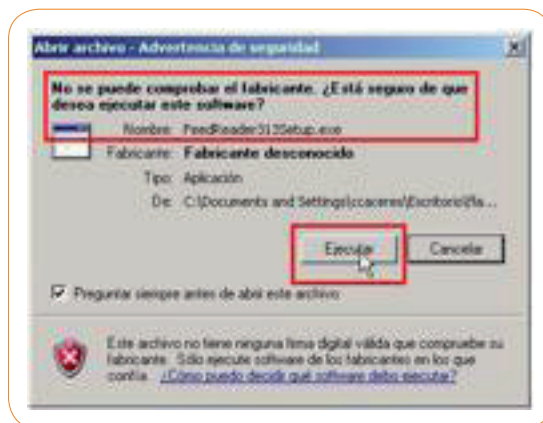 Abrir archivo - Advertencia de seguridad
No se puede comprobar el fabricante. ¿Está seguro de que
desea ejecutar este software?
Nombre: FeedReader313Setup.exe
Fabricante: Fabricante desconocido
Tipo: Aplicación
De: C:\Documents and Settings\ccaceres\Escritorio\fla...
Ejecutar Cancelar
Preguntar siempre antes de abrir este archivo
Este archivo no tiene ninguna firma digital válida que compruebe su
fabricante. Sólo ejecute software de los fabricantes en los que
confía. ¿Cómo puedo decidir qué software debo ejecutar?